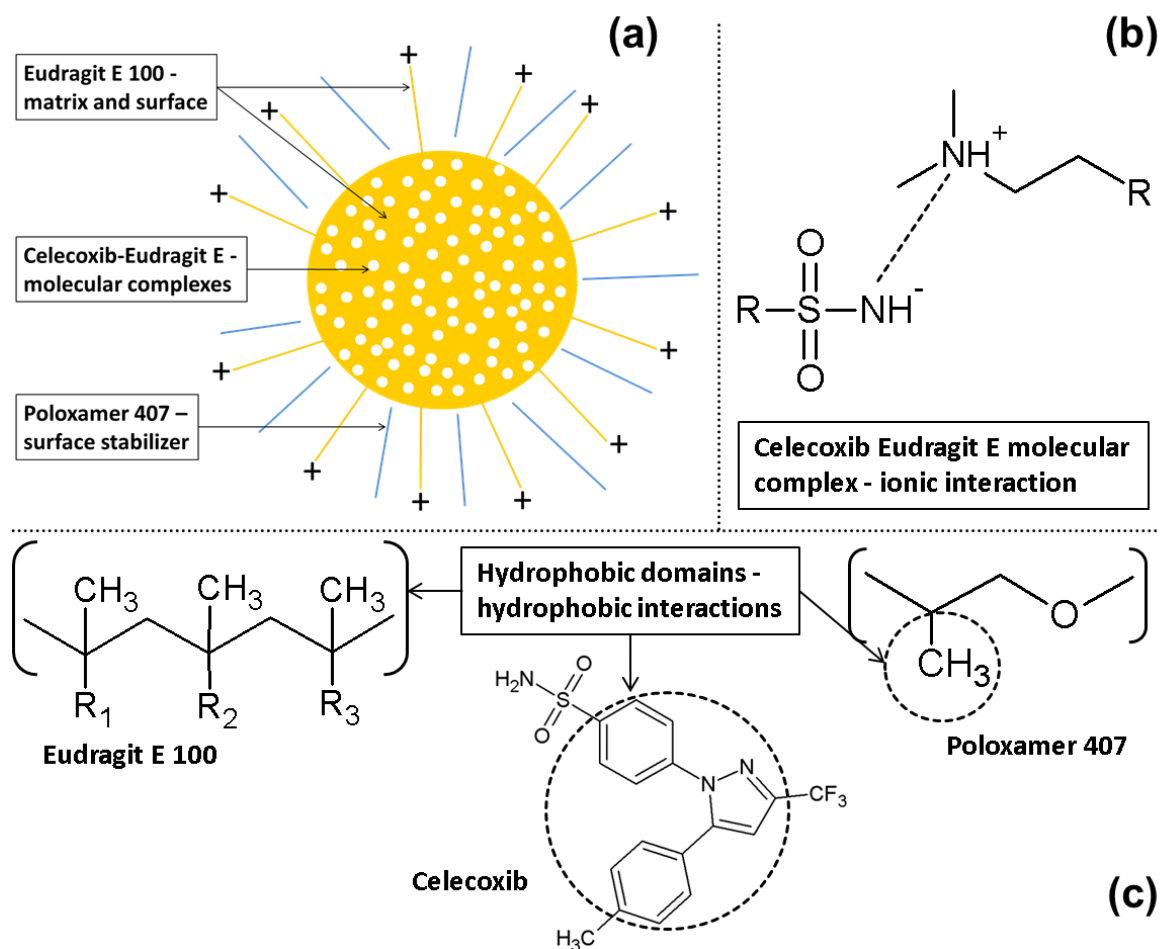 (a)
Eudragit E 100 -
matrix and surface
Celecoxib-Eudragit E -
molecular complexes
Poloxamer 407 –
surface stabilizer
+
+
+
+
+
+
+
+
+
+
+
+
+
(b)
NH+
R
O
R-S-NH-
O
Celecoxib Eudragit E molecular
complex - ionic interaction
Hydrophobic domains -
hydrophobic interactions
CH3 CH3 CH3
R1 R2 R3
Eudragit E 100
O
CH3
Poloxamer 407
H2N
O
S
O
N
N
CF3
H3C
Celecoxib
(c)